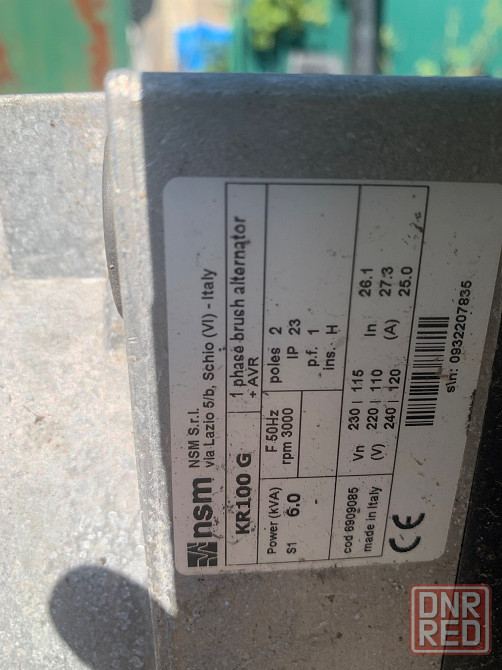 nsm
NSM S.r.l.
via Lazio 5/b, Schio (VI) - Italy
KR100 G
1 phase brush alternator
+ AVR
Power (kVA)
S1 6.0
F 50Hz
rpm 3000
poles 2
IP 23
p.f. 1
ins. H
cod 6909085
made in Italy
Vn 230 | 115 In 26.1
(V) 220 | 110 (A) 27.3
240 | 120 25.0
CE
s\n: 0932207835
DNR
RED